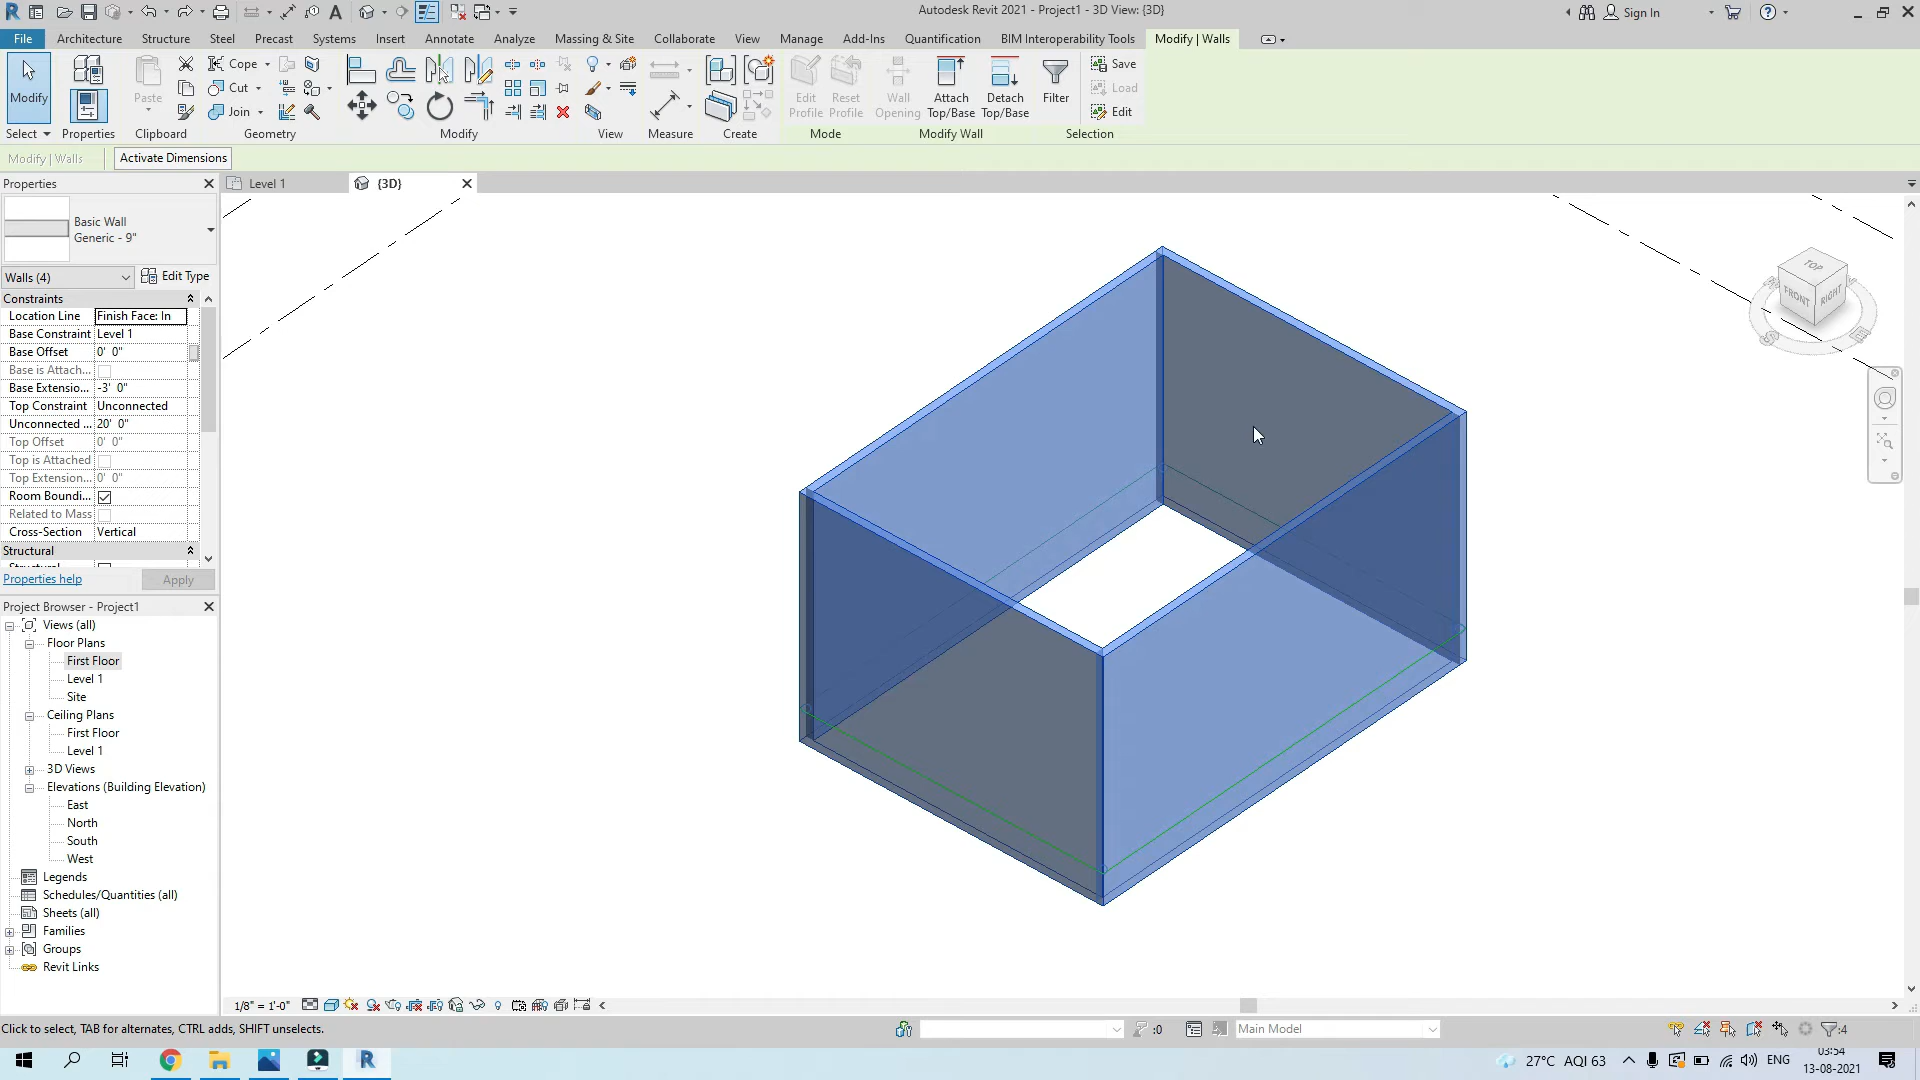 Autodesk Revit 2021 - Project1 - 3D View: {3D}
Sign In
File Architecture Structure Steel Precast Systems Insert Annotate Analyze Massing & Site Collaborate View Manage Add-Ins Quantification BIM Interoperability Tools Modify | Walls
Modify
Paste
Cope
Cut
Join
Edit Profile
Reset Profile
Wall Opening
Attach Top/Base
Detach Top/Base
Filter
Save
Load
Edit
Select Properties Clipboard Geometry Modify View Measure Create Mode Modify Wall Selection
Modify | Walls Activate Dimensions
Properties
Level 1
{3D}
Basic Wall
Generic - 9"
Walls (4) Edit Type
Constraints
Location Line Finish Face: In
Base Constraint Level 1
Base Offset 0' 0"
Base is Attach...
Base Extensio... -3' 0"
Top Constraint Unconnected
Unconnected ... 20' 0"
Top Offset 0' 0"
Top is Attached
Top Extension... 0' 0"
Room Boundi...
Related to Mass
Cross-Section Vertical
Structural
Properties help Apply
Project Browser - Project1
Views (all)
Floor Plans
First Floor
Level 1
Site
Ceiling Plans
First Floor
Level 1
3D Views
Elevations (Building Elevation)
East
North
South
West
Legends
Schedules/Quantities (all)
Sheets (all)
Families
Groups
Revit Links
TOP
FRONT
RIGHT
1/8" = 1'-0"
Click to select, TAB for alternates, CTRL adds, SHIFT unselects.
:0
Main Model
:4
27°C AQI 63
ENG
03:54
13-08-2021